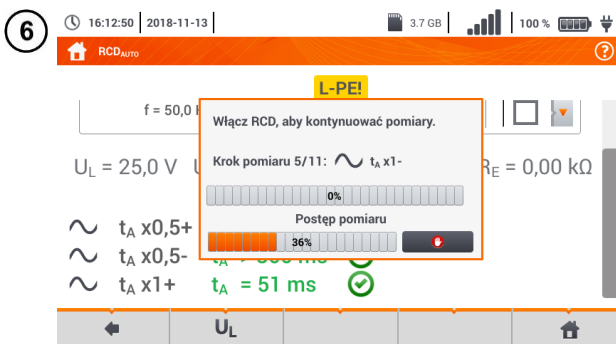 6
16:12:50 2018-11-13 3.7 GB 100 %
RCDAUTO ?
L-PE!
f = 50,0
Włącz RCD, aby kontynuować pomiary.
Krok pomiaru 5/11: tA x1-
UL = 25,0 V RE = 0,00 kΩ
0%
Postęp pomiaru
36%
tA x0,5+
tA x0,5-
tA x1+ tA = 51 ms
UL